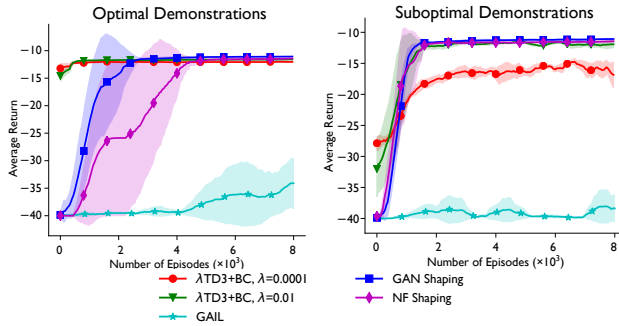 Optimal Demonstrations
Suboptimal Demonstrations
Average Return
−10
−15
−20
−25
−30
−35
−40
0 2 4 6 8
Number of Episodes (×10³)
Average Return
−10
−15
−20
−25
−30
−35
−40
0 2 4 6 8
Number of Episodes (×10³)
λTD3+BC, λ=0.0001
λTD3+BC, λ=0.01
GAIL
GAN Shaping
NF Shaping